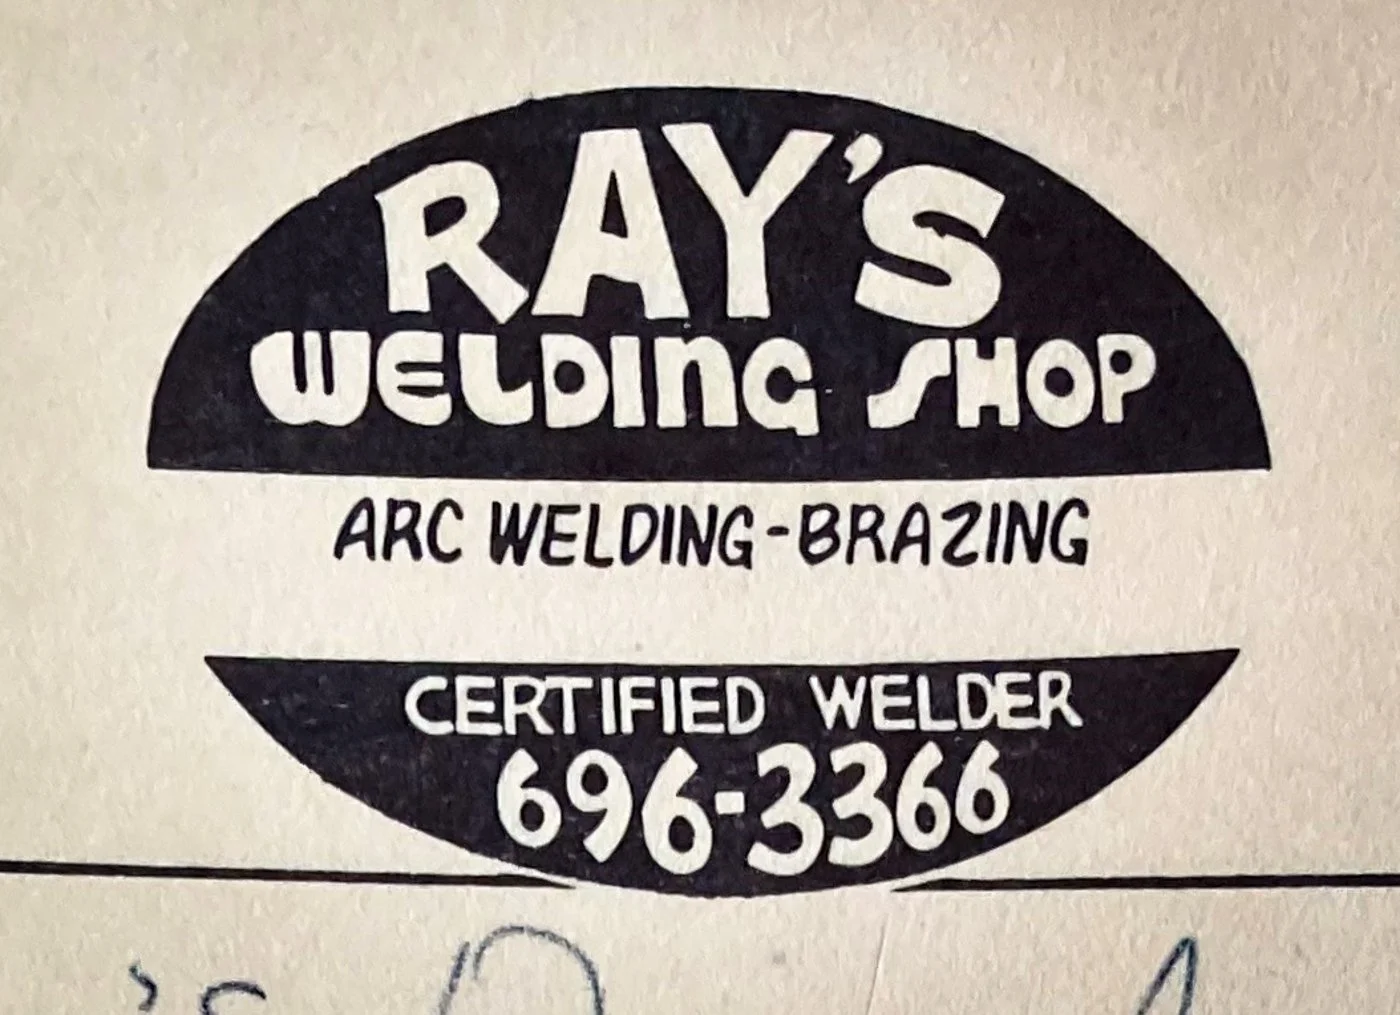 RAY'S
WELDING SHOP
ARC WELDING-BRAZING
CERTIFIED WELDER
696-3366